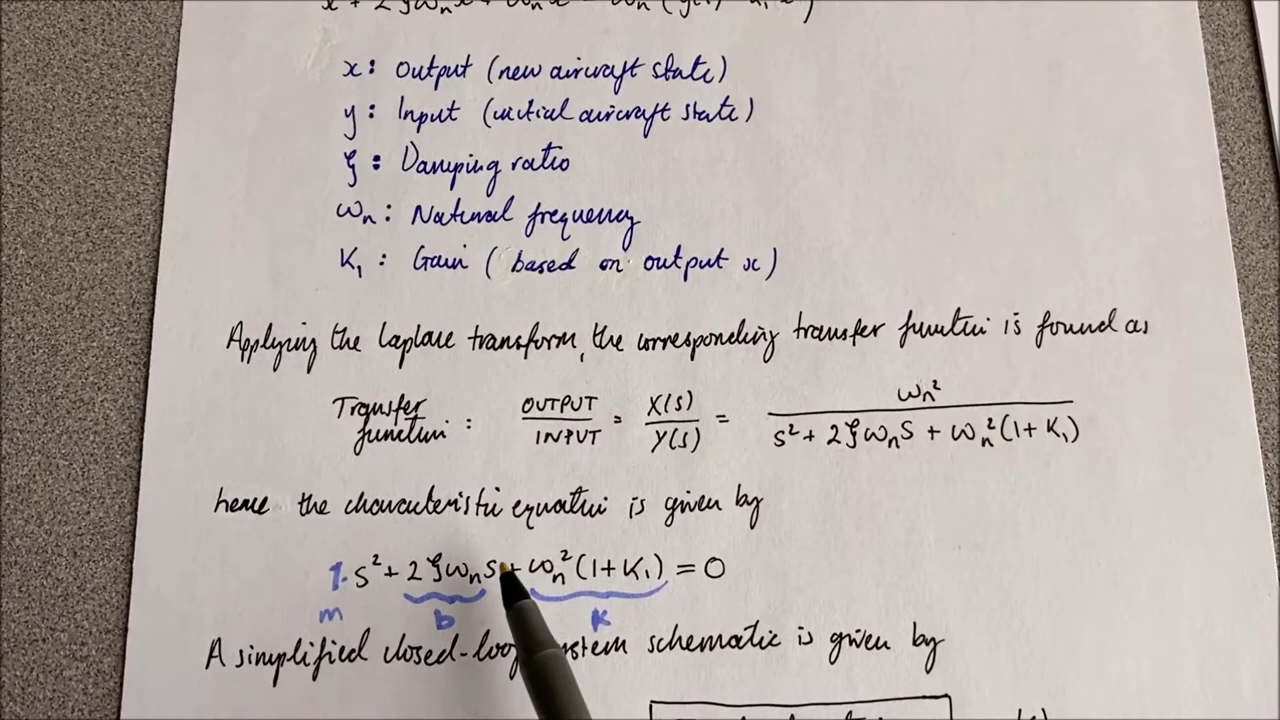 x: Output (new aircraft state)
y: Input (initial aircraft state)
ζ: Damping ratio
ωn: Natural frequency
K₁: Gain (based on output x)
Applying the Laplace transform, the corresponding transfer function is found as
Transfer function: OUTPUT/INPUT = X(s)/Y(s) = ωn²/(s² + 2ζωns + ωn²(1+K₁))
hence the characteristic equation is given by
1. s² + 2ζωns + ωn²(1+K₁) = 0
m b k
A simplified closed-loop system schematic is given by